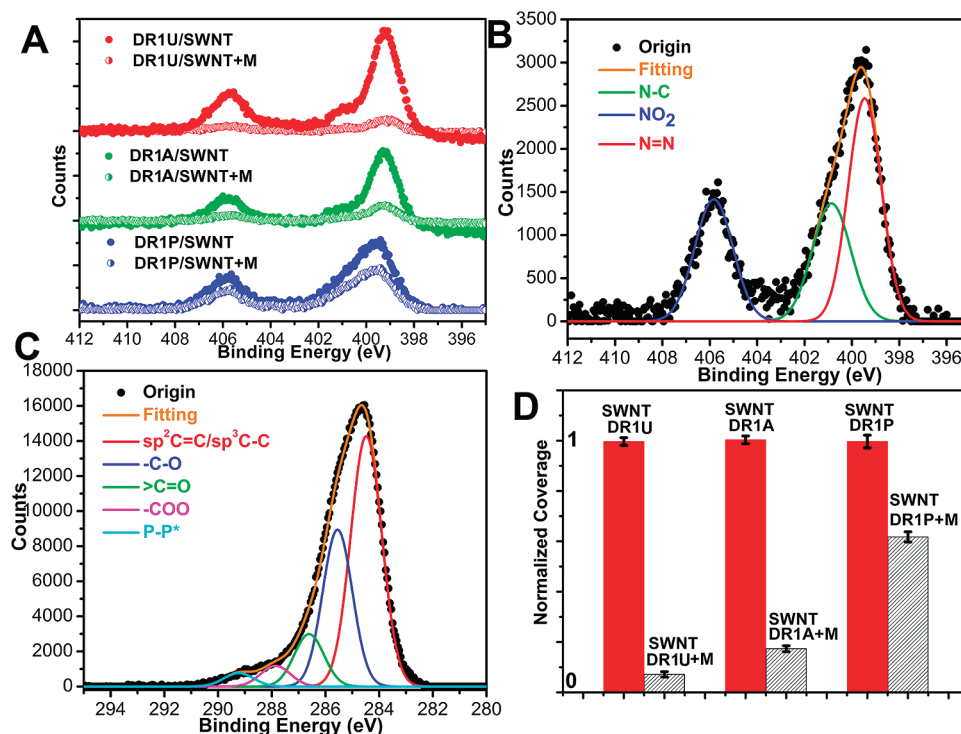 A
DR1U/SWNT
DR1U/SWNT+M
DR1A/SWNT
DR1A/SWNT+M
DR1P/SWNT
DR1P/SWNT+M
Counts
412 410 408 406 404 402 400 398 396
Binding Energy (eV)
B
Origin
Fitting
N-C
NO2
N=N
3500
3000
2500
2000
1500
1000
500
0
Counts
412 410 408 406 404 402 400 398 396
Binding Energy (eV)
C
Origin
Fitting
sp2C=C/sp3C-C
-C-O
>C=O
-COO
P-P*
18000
16000
14000
12000
10000
8000
6000
4000
2000
0
Counts
294 292 290 288 286 284 282 280
Binding Energy (eV)
D
SWNT
DR1U
SWNT
DR1A
SWNT
DR1P
SWNT
DR1U+M
SWNT
DR1A+M
SWNT
DR1P+M
1
0
Normalized Coverage